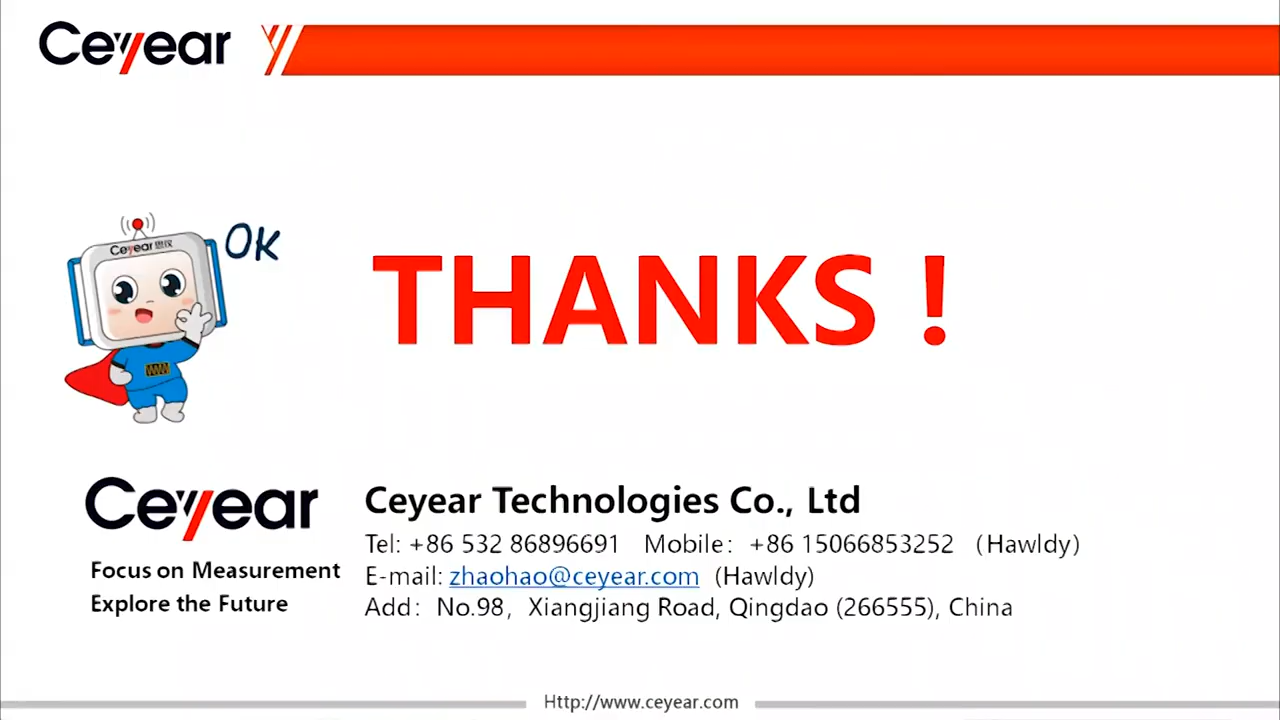 Ceyear
Ceyear 思仪
OK
THANKS !
Ceyear
Focus on Measurement
Explore the Future
Ceyear Technologies Co., Ltd
Tel: +86 532 86896691 Mobile：+86 15066853252 （Hawldy）
E-mail: zhaohao@ceyear.com (Hawldy)
Add：No.98，Xiangjiang Road, Qingdao (266555), China
Http://www.ceyear.com